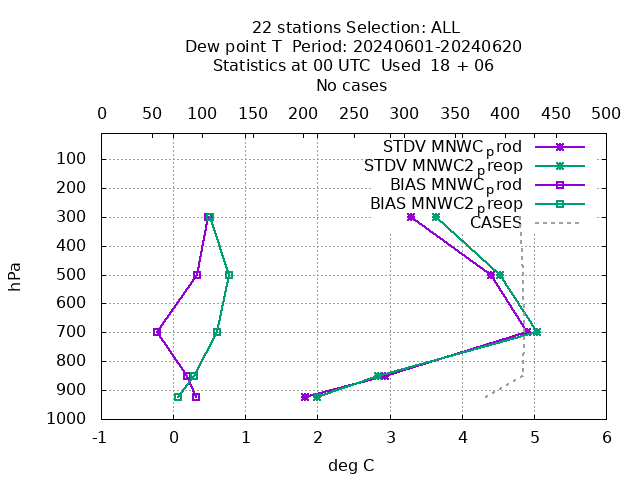 22 stations Selection: ALL
Dew point T  Period: 20240601-20240620
Statistics at 00 UTC  Used  18 + 06
No cases
0 50 100 150 200 250 300 350 400 450 500
STDV MNWC_prod
STDV MNWC2_preop
BIAS MNWC_prod
BIAS MNWC2_preop
CASES
100
200
300
400
500
600
700
800
900
1000
hPa
-1 0 1 2 3 4 5 6
deg C